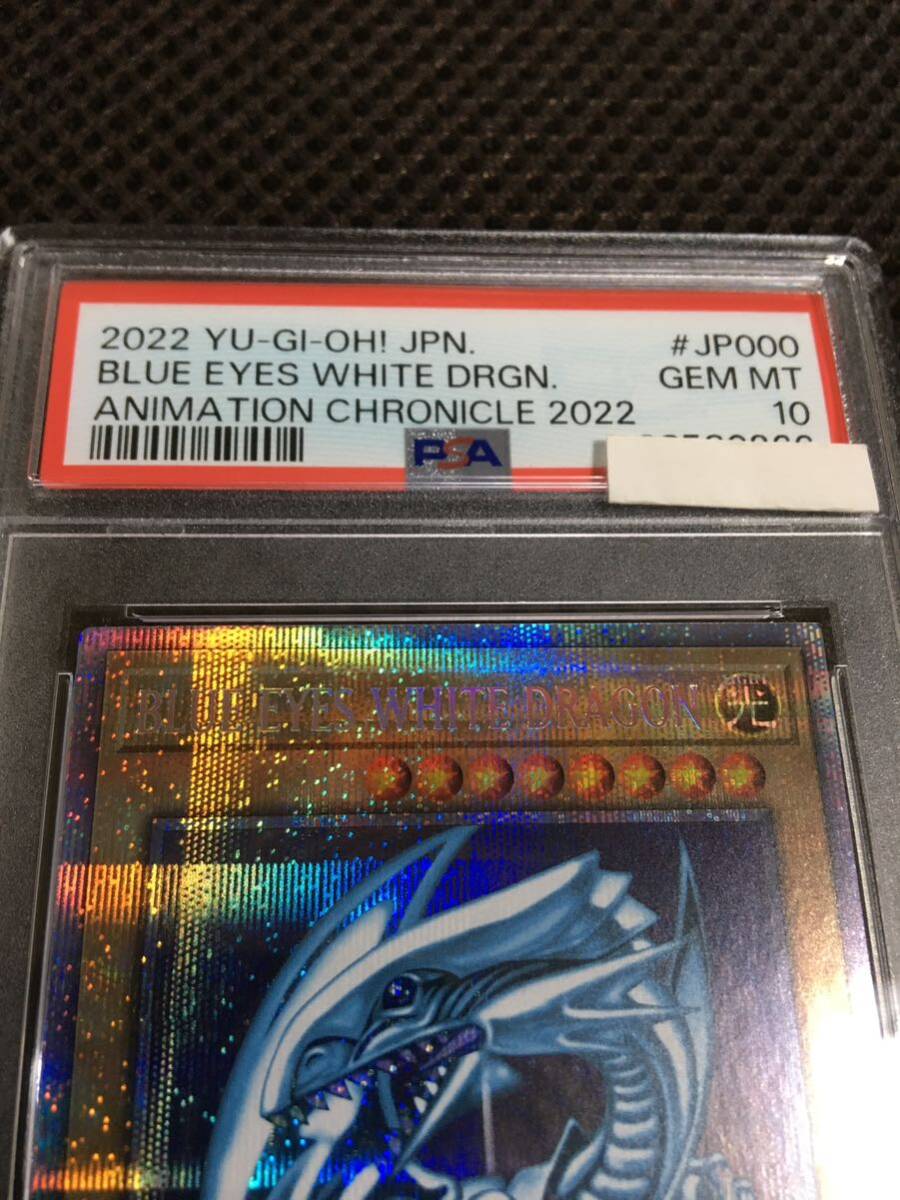 2022 YU-GI-OH! JPN. #JP000
BLUE EYES WHITE DRGN. GEM MT
ANIMATION CHRONICLE 2022 10
PSA
BLUE EYES WHITE DRAGON 光